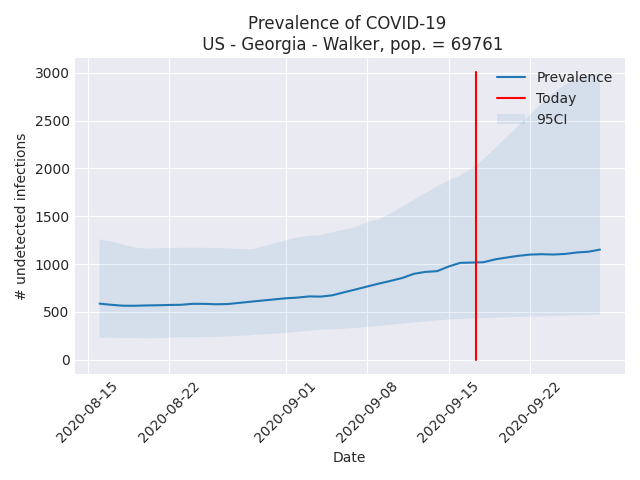 Prevalence of COVID-19
US - Georgia - Walker, pop. = 69761
3000
2500
2000
1500
1000
500
0
# undetected infections
Prevalence
Today
95CI
2020-08-15
2020-08-22
2020-09-01
2020-09-08
2020-09-15
2020-09-22
Date